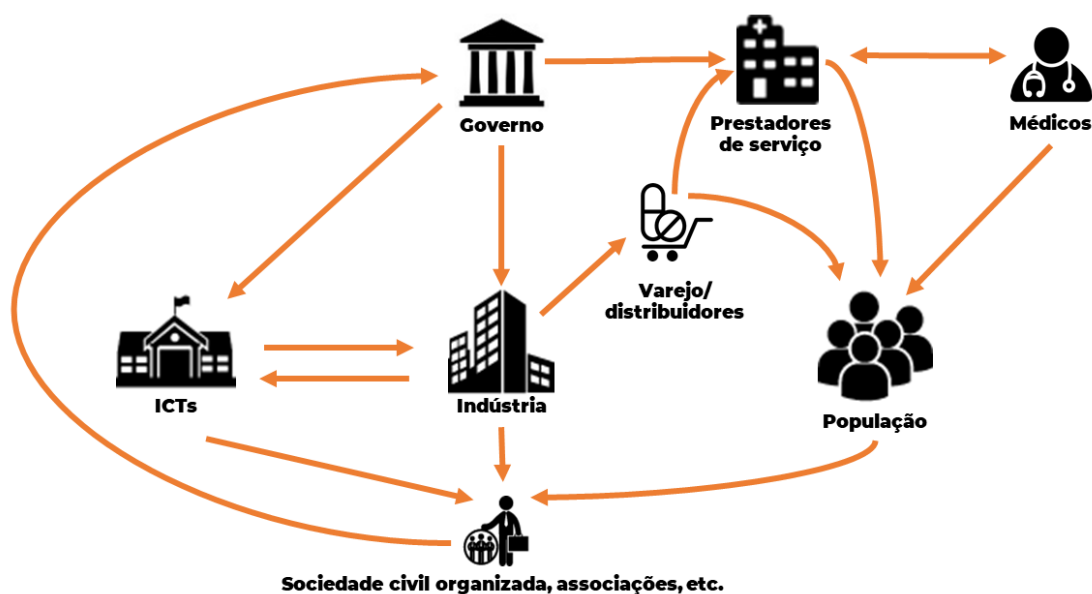 Governo
Prestadores
de serviço
Médicos
Varejo/
distribuidores
ICTs
Indústria
População
Sociedade civil organizada, associações, etc.